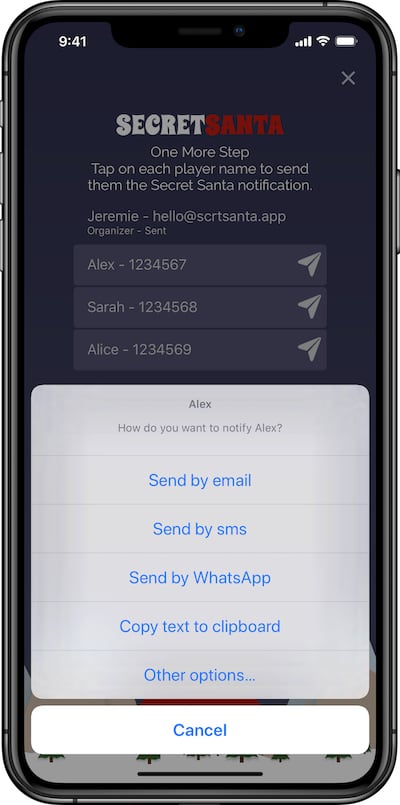 9:41
SECRETSANTA
One More Step
Tap on each player name to send
them the Secret Santa notification.
Jeremie - hello@scrtsanta.app
Organizer - Sent
Alex - 1234567
Sarah - 1234568
Alice - 1234569
Alex
How do you want to notify Alex?
Send by email
Send by sms
Send by WhatsApp
Copy text to clipboard
Other options...
Cancel